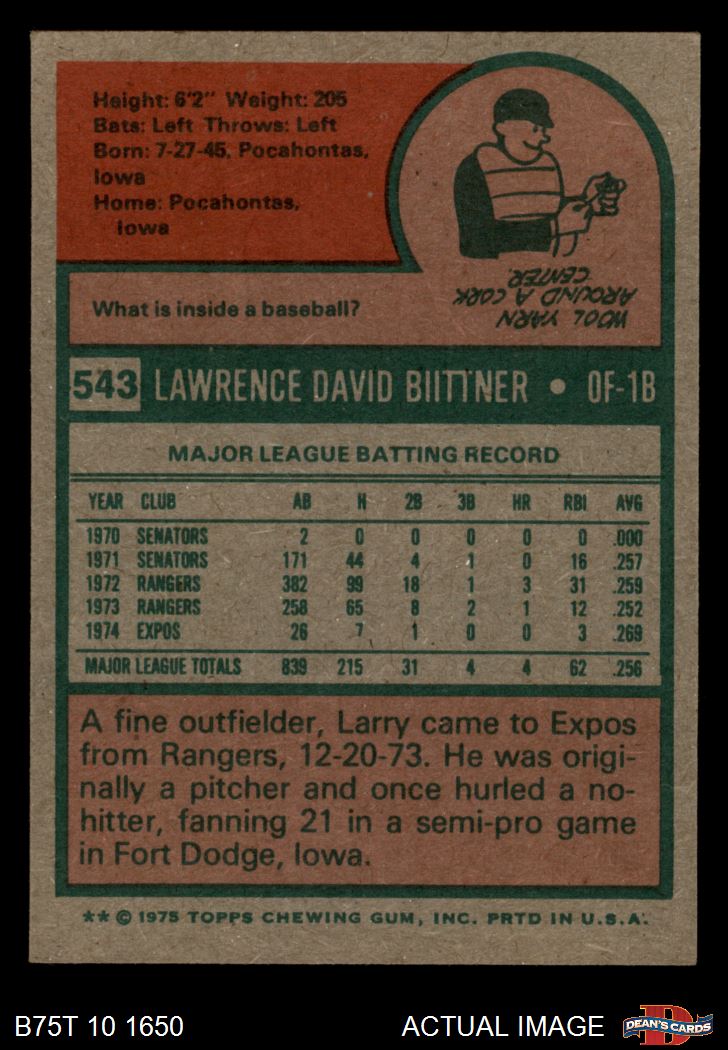 Height: 6'2" Weight: 205
Bats: Left Throws: Left
Born: 7-27-45, Pocahontas,
Iowa
Home: Pocahontas,
Iowa
What is inside a baseball?
WOOL YARN
AROUND A CORK
CENTER.
543 LAWRENCE DAVID BIITTNER • OF-1B
MAJOR LEAGUE BATTING RECORD
YEAR CLUB AB H 2B 3B HR RBI AVG
1970 SENATORS 2 0 0 0 0 0 .000
1971 SENATORS 171 44 4 1 0 16 .257
1972 RANGERS 382 99 18 1 3 31 .259
1973 RANGERS 258 65 8 2 1 12 .252
1974 EXPOS 26 7 1 0 0 3 .269
MAJOR LEAGUE TOTALS 839 215 31 4 4 62 .256
A fine outfielder, Larry came to Expos
from Rangers, 12-20-73. He was origi-
nally a pitcher and once hurled a no-
hitter, fanning 21 in a semi-pro game
in Fort Dodge, Iowa.
** © 1975 TOPPS CHEWING GUM, INC. PRTD IN U.S.A.
B75T 10 1650 ACTUAL IMAGE
D
DEAN'S CARDS